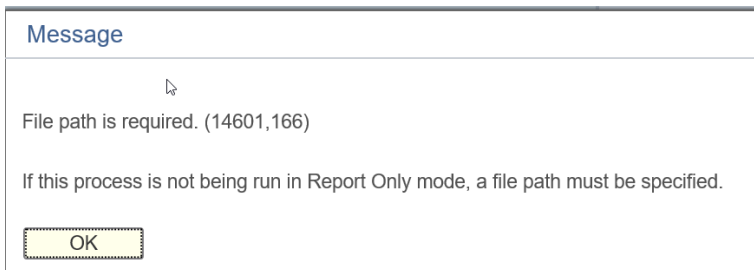 Message
File path is required. (14601,166)
If this process is not being run in Report Only mode, a file path must be specified.
OK